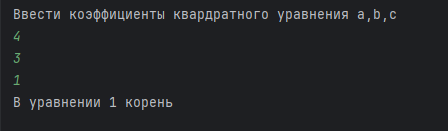 Ввести коэффициенты квардратного уравнения a,b,c
4
3
1
В уравнении 1 корень